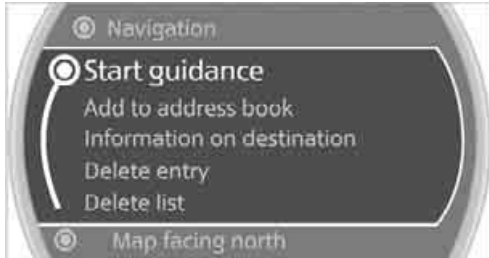 Navigation
Start guidance
Add to address book
Information on destination
Delete entry
Delete list
Map facing north